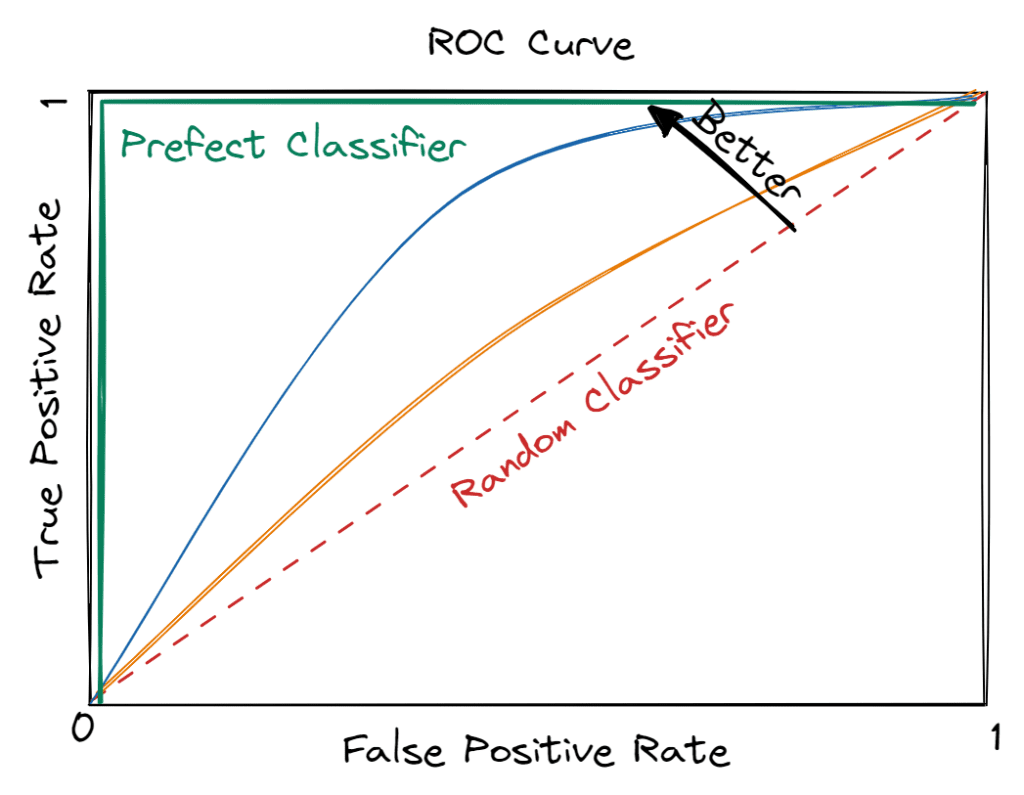 ROC Curve
1
Prefect Classifier
Better
True Positive Rate
Random Classifier
0
False Positive Rate
1